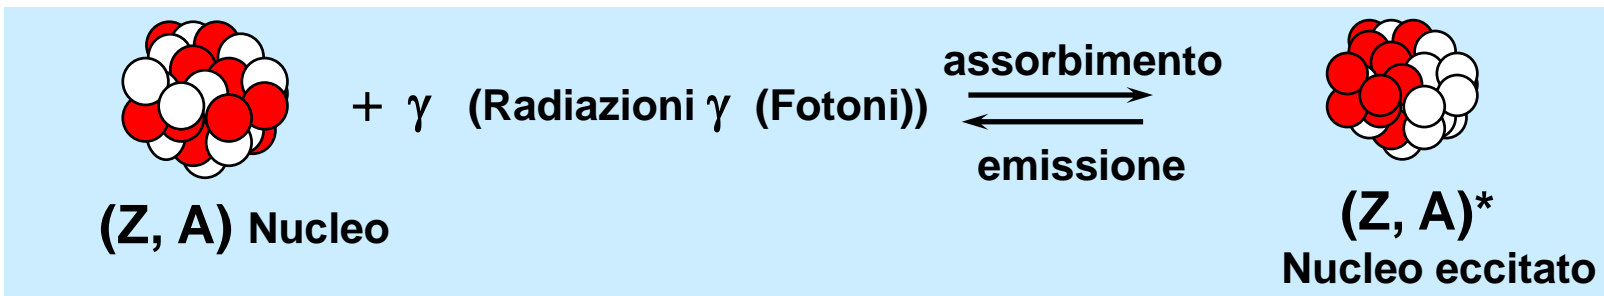 assorbimento
+ γ (Radiazioni γ (Fotoni))
emissione
(Z, A) Nucleo
(Z, A)*
Nucleo eccitato